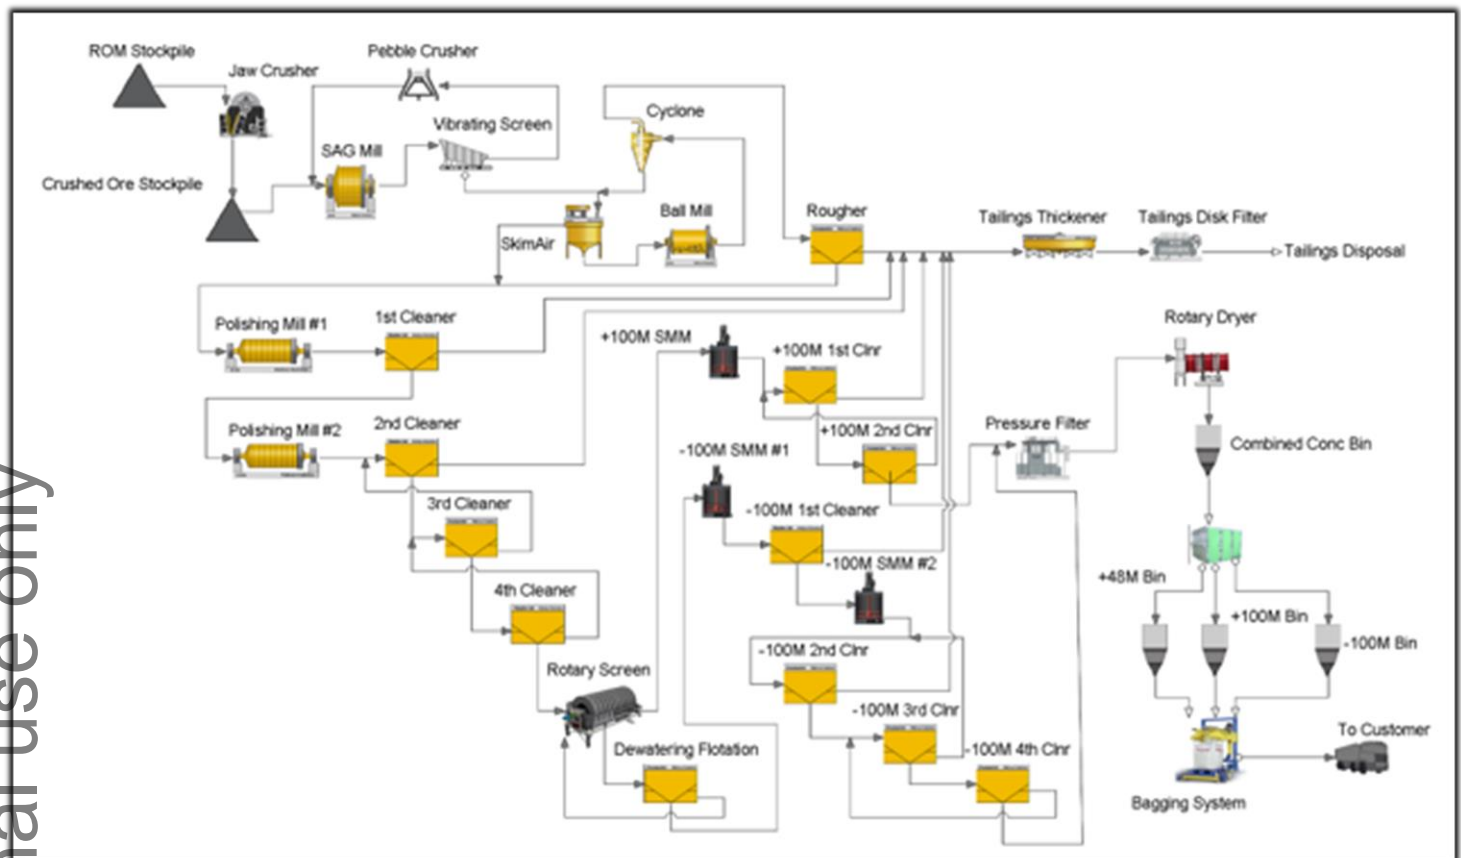 ROM Stockpile
Pebble Crusher
Jaw Crusher
Cyclone
Vibrating Screen
SAG Mill
Crushed Ore Stockpile
Ball Mill
Rougher
Tailings Thickener
Tailings Disk Filter
SkimAir
Tailings Disposal
Polishing Mill #1
1st Cleaner
+100M SMM
Rotary Dryer
+100M 1st Clnr
Polishing Mill #2
2nd Cleaner
+100M 2nd Clnr
Pressure Filter
Combined Conc Bin
-100M SMM #1
3rd Cleaner
-100M 1st Cleaner
-100M SMM #2
+48M Bin
4th Cleaner
+100M Bin
-100M Bin
-100M 2nd Clnr
Rotary Screen
-100M 3rd Clnr
To Customer
Dewatering Flotation
-100M 4th Clnr
Bagging System
nal use only